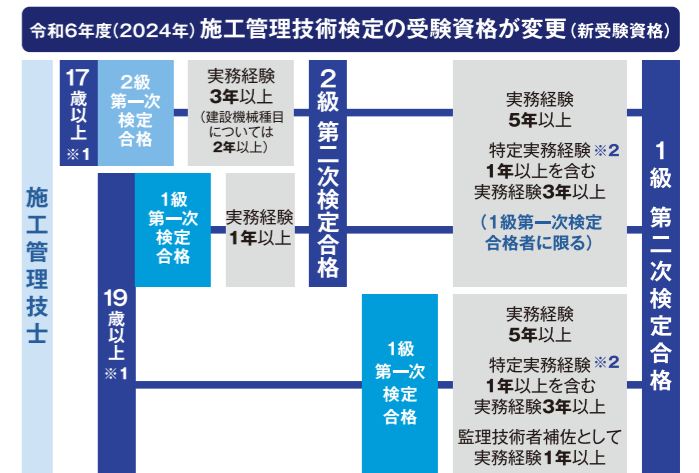 令和6年度(2024年) 施工管理技術検定の受験資格が変更(新受験資格)
施工管理技士
17歳以上
※1
2級
第一次
検定
合格
実務経験
3年以上
(建設機械種目
については
2年以上)
2級 第二次検定合格
実務経験
5年以上
特定実務経験※2
1年以上を含む
実務経験3年以上
(1級第一次検定
合格者に限る)
1級 第二次検定合格
19歳以上
※1
1級
第一次
検定
合格
実務経験
1年以上
1級
第一次
検定
合格
実務経験
5年以上
特定実務経験※2
1年以上を含む
実務経験3年以上
監理技術者補佐として
実務経験1年以上